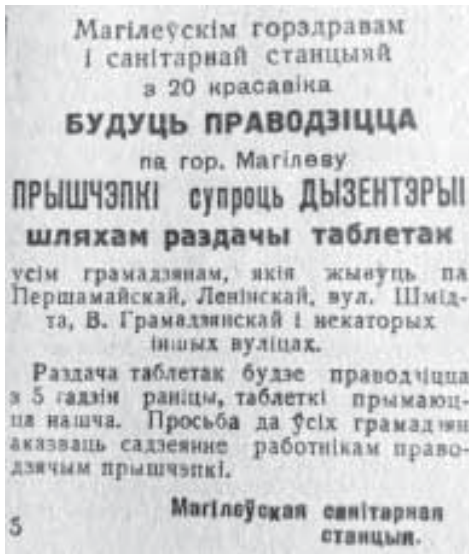 Магілеўскім горздравам
і санітарнай станцыяй
з 20 красавіка
БУДУЦЬ ПРАВОДЗІЦЦА
па гор. Магілеву
ПРЫШЧЭПКІ супроць ДЫЗЕНТЭРЫІ
шляхам раздачы таблетак
усім грамадзянам, якія жывуць па
Першамайскай, Ленінскай, вул. Шмід-
та, В. Грамадзянскай і некаторых
іншых вуліцах.
Раздача таблетак будзе праводзіцца
з 5 гадзін раніцы, таблеткі прымаюц-
ца нашча. Просьба да ўсіх грамадзян
аказваць садзеянне работнікам право-
дзячым прышчэпкі.
Магілеўская санітарная
станцыя.
5